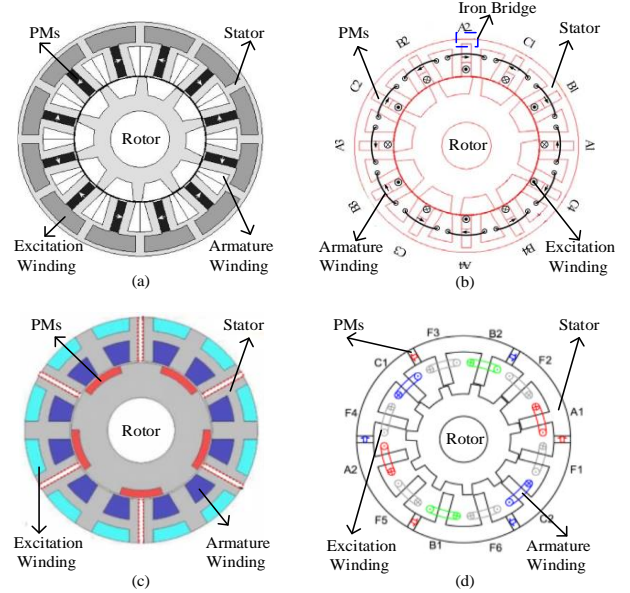 PMs
Stator
Rotor
Excitation
Winding
Armature
Winding
(a)
Iron Bridge
PMs
Stator
A2
B2
C1
C2
B1
A3
A1
Rotor
B3
C4
C3
B4
A4
Armature
Winding
Excitation
Winding
(b)
PMs
Stator
Rotor
Excitation
Winding
Armature
Winding
(c)
PMs
Stator
F3
B2
C1
F2
F4
A1
Rotor
A2
F1
F5
C2
B1
F6
Excitation
Winding
Armature
Winding
(d)